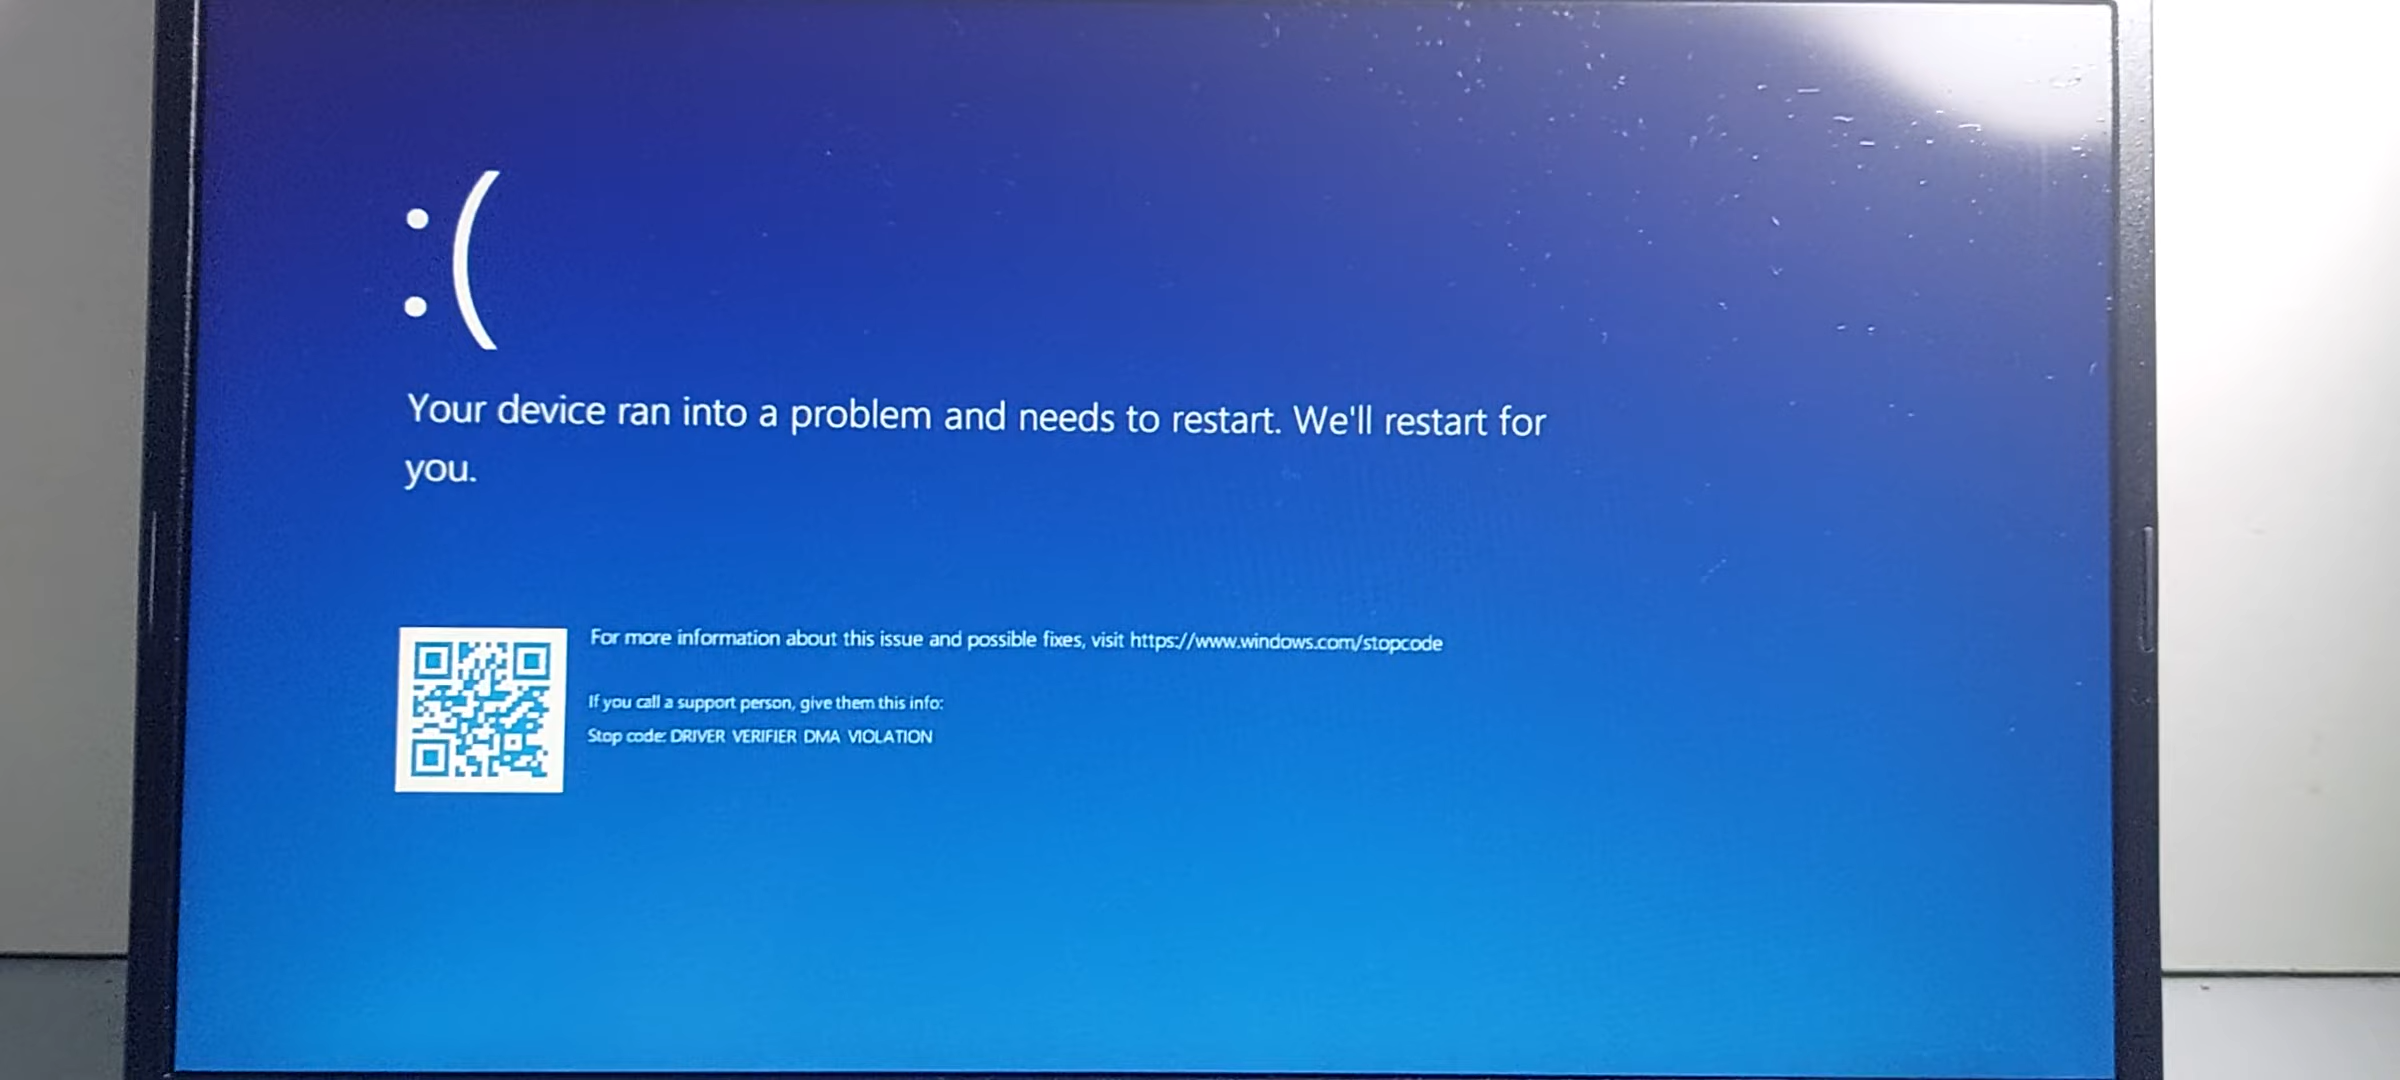 :(
Your device ran into a problem and needs to restart. We'll restart for
you.
For more information about this issue and possible fixes, visit https://www.windows.com/stopcode
If you call a support person, give them this info:
Stop code: DRIVER VERIFIER DMA VIOLATION